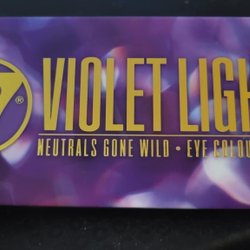 VIOLET LIGH
NEUTRALS GONE WILD • EYE COLOU
®